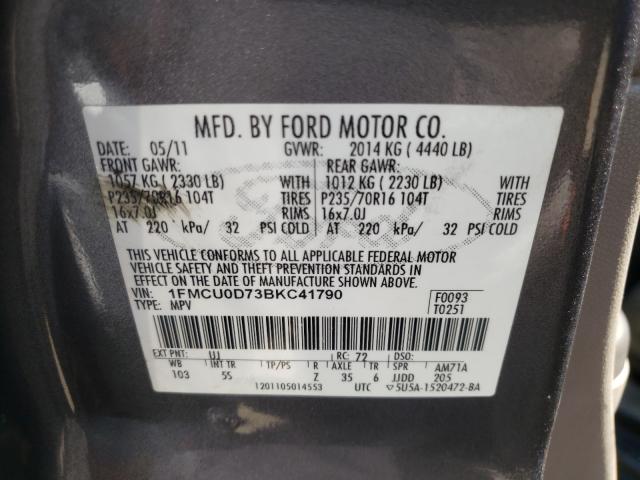 MFD. BY FORD MOTOR CO.
DATE: 05/11 GVWR: 2014 KG ( 4440 LB)
FRONT GAWR: REAR GAWR:
1057 KG ( 2330 LB) WITH 1012 KG ( 2230 LB) WITH
P235/70R16 104T TIRES P235/70R16 104T TIRES
16x7.0J RIMS 16x7.0J RIMS
AT 220 kPa/ 32 PSI COLD AT 220 kPa/ 32 PSI COLD
THIS VEHICLE CONFORMS TO ALL APPLICABLE FEDERAL MOTOR
VEHICLE SAFETY AND THEFT PREVENTION STANDARDS IN
EFFECT ON THE DATE OF MANUFACTURE SHOWN ABOVE.
VIN: 1FMCU0D73BKC41790 F0093
TYPE: MPV T0251
EXT PNT: UJ RC: 72 DSO:
WB INT TR TP/PS R AXLE TR SPR AM71A
103 5S Z 35 6 JJDD 205
1201105014553 UTC ▽5U5A-1520472-BA
Ford